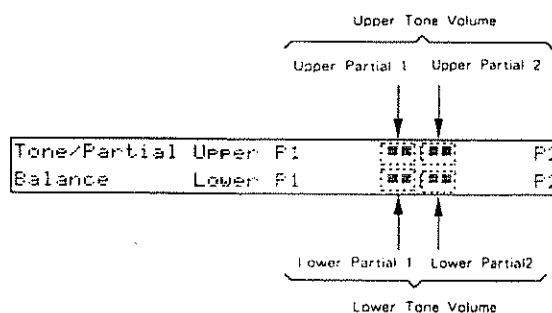 Upper Tone Volume
Upper Partial 1 Upper Partial 2
Tone/Partial Upper P1 ** ** P2
Balance Lower P1 ** ** P2
Lower Partial 1 Lower Partial2
Lower Tone Volume